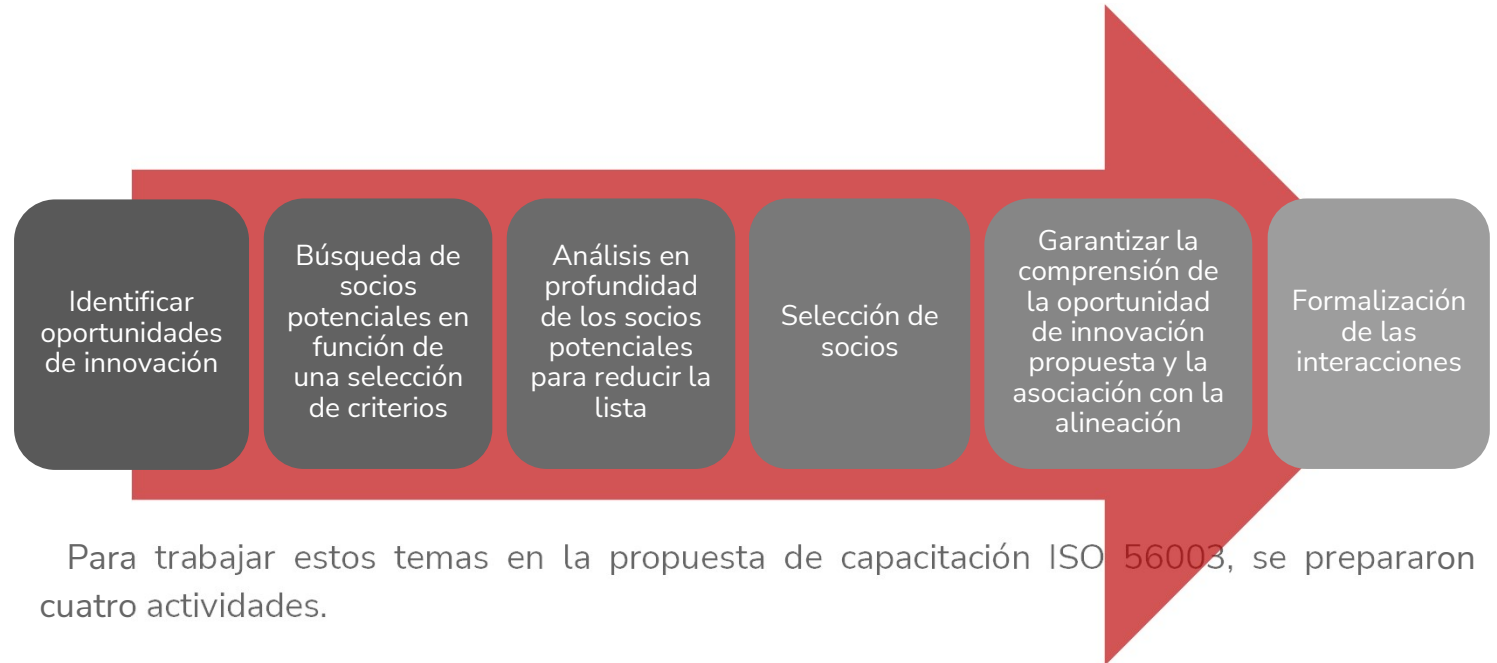 Identificar
oportunidades
de innovación
Búsqueda de
socios
potenciales en
función de
una selección
de criterios
Análisis en
profundidad
de los socios
potenciales
para reducir la
lista
Selección de
socios
Garantizar la
comprensión de
la oportunidad
de innovación
propuesta y la
asociación con la
alineación
Formalización
de las
interacciones
Para trabajar estos temas en la propuesta de capacitación ISO 56003, se prepararon
cuatro actividades.